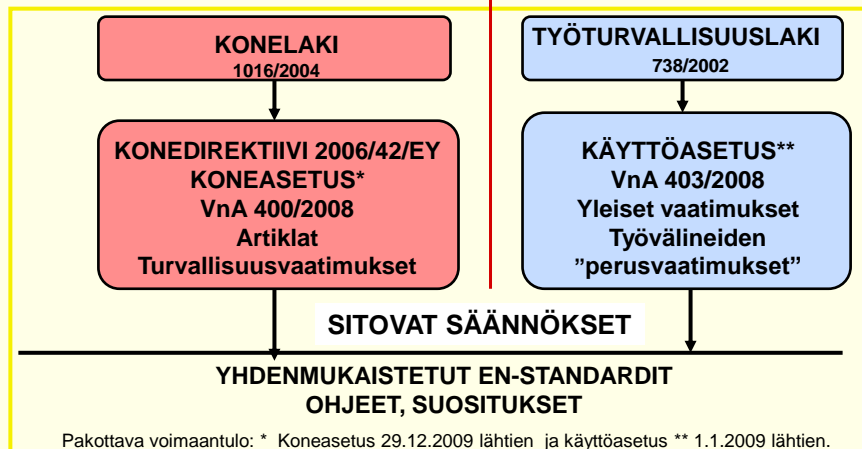 KONELAKI
1016/2004
TYÖTURVALLISUUSLAKI
738/2002
KONEDIREKTIIVI 2006/42/EY
KONEASETUS*
VnA 400/2008
Artiklat
Turvallisuusvaatimukset
KÄYTTÖASETUS**
VnA 403/2008
Yleiset vaatimukset
Työvälineiden
”perusvaatimukset”
SITOVAT SÄÄNNÖKSET
YHDENMUKAISTETUT EN-STANDARDIT
OHJEET, SUOSITUKSET
Pakottava voimaantulo: * Koneasetus 29.12.2009 lähtien ja käyttöasetus ** 1.1.2009 lähtien.